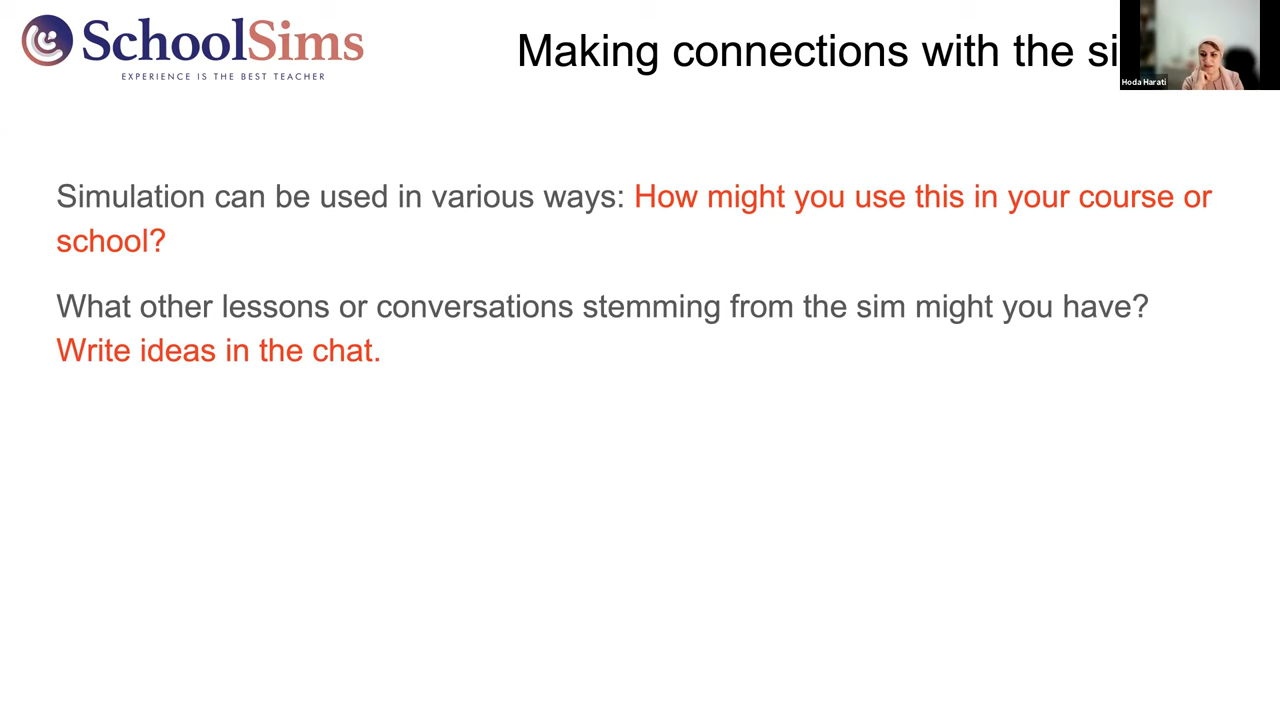 SchoolSims
EXPERIENCE IS THE BEST TEACHER
Making connections with the si
Hoda Harati
Simulation can be used in various ways: How might you use this in your course or
school?
What other lessons or conversations stemming from the sim might you have?
Write ideas in the chat.